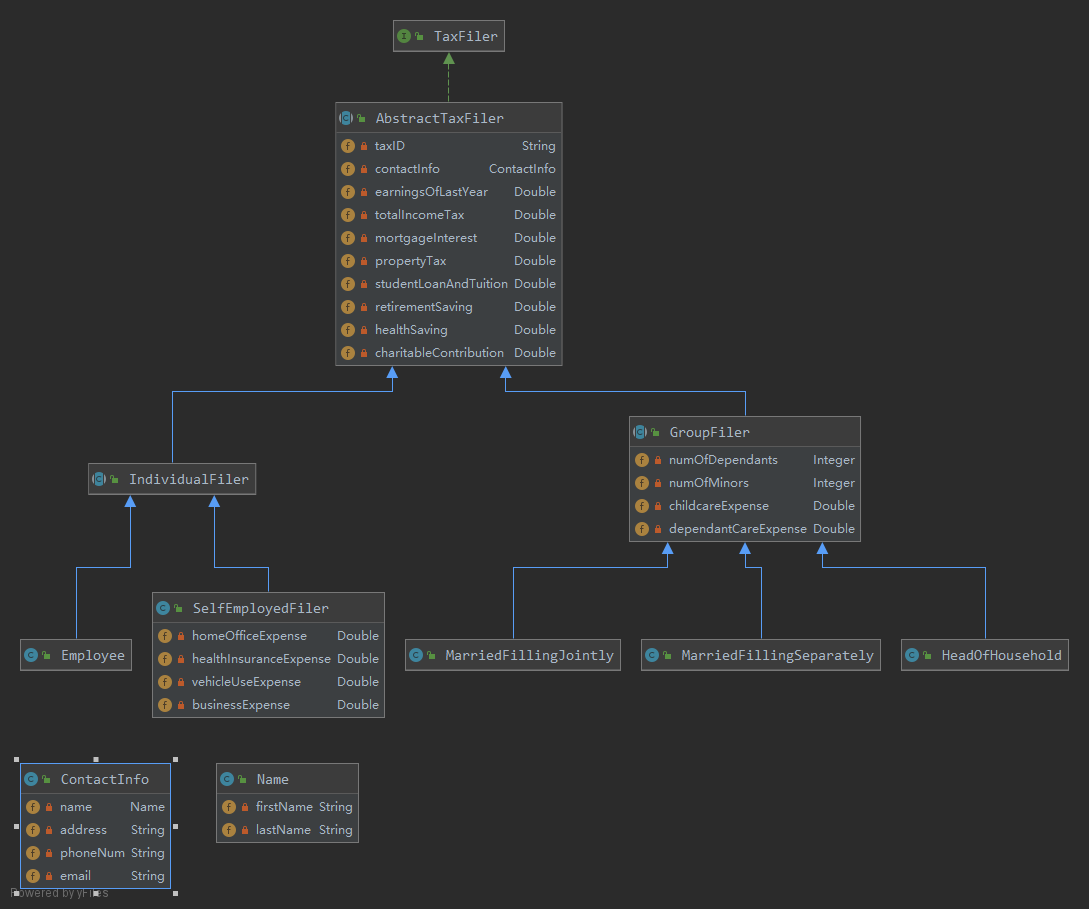 TaxFiler
AbstractTaxFiler
taxID String
contactInfo ContactInfo
earningsOfLastYear Double
totalIncomeTax Double
mortgageInterest Double
propertyTax Double
studentLoanAndTuition Double
retirementSaving Double
healthSaving Double
charitableContribution Double
GroupFiler
numOfDependants Integer
numOfMinors Integer
childcareExpense Double
dependantCareExpense Double
IndividualFiler
SelfEmployedFiler
homeOfficeExpense Double
healthInsuranceExpense Double
vehicleUseExpense Double
businessExpense Double
Employee
MarriedFillingJointly
MarriedFillingSeparately
HeadOfHousehold
ContactInfo
name Name
address String
phoneNum String
email String
Name
firstName String
lastName String
Powered by yFiles